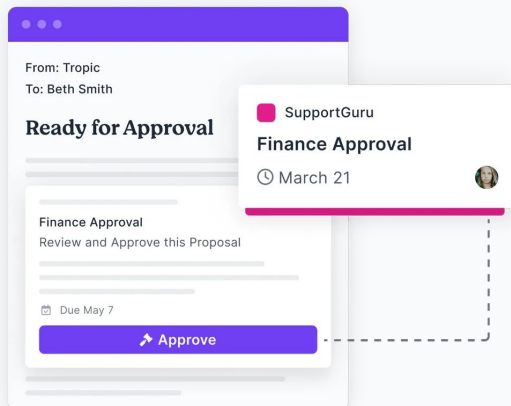 From: Tropic
To: Beth Smith
Ready for Approval
SupportGuru
Finance Approval
March 21
Finance Approval
Review and Approve this Proposal
Due May 7
Approve